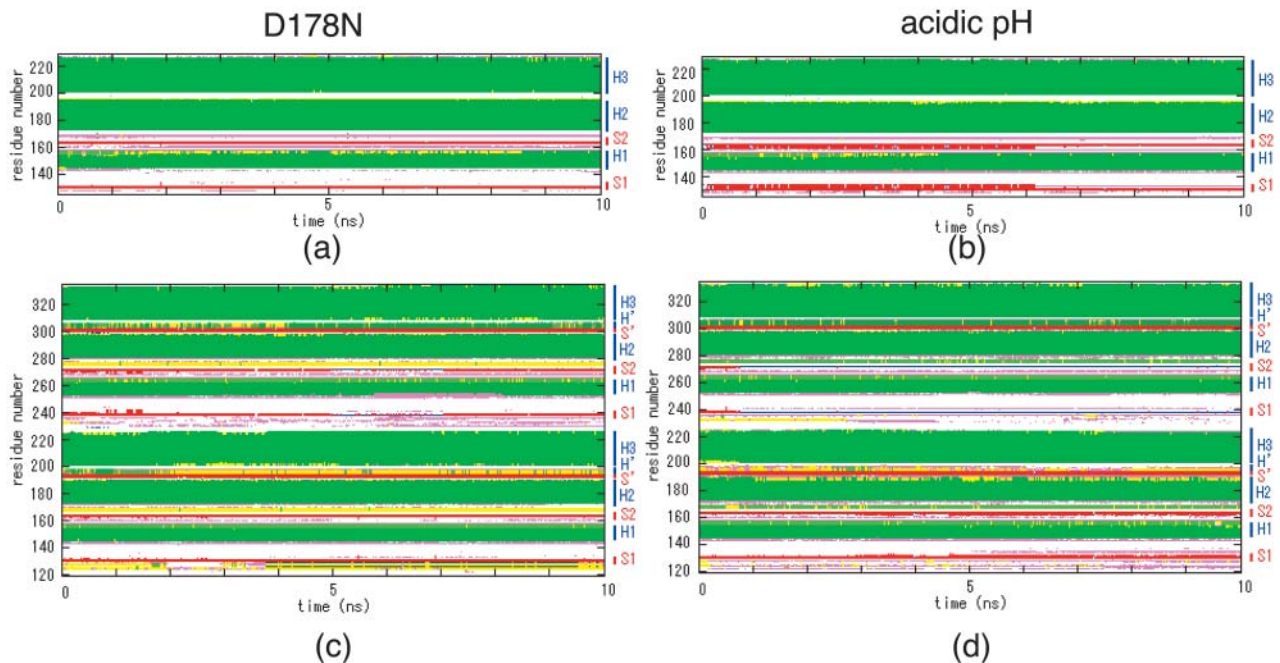 D178N
acidic pH
residue number
220
200
180
160
140
H3
H2
S2
H1
S1
0
5
10
time (ns)
(a)
residue number
220
200
180
160
140
H3
H2
S2
H1
S1
0
5
10
time (ns)
(b)
residue number
320
300
280
260
240
220
200
180
160
140
120
H3
H'
S'
H2
S2
H1
S1
H3
H'
S'
H2
S2
H1
S1
0
5
10
time (ns)
(c)
residue number
320
300
280
260
240
220
200
180
160
140
120
H3
H'
S'
H2
S2
H1
S1
H3
H'
S'
H2
S2
H1
S1
0
5
10
time (ns)
(d)